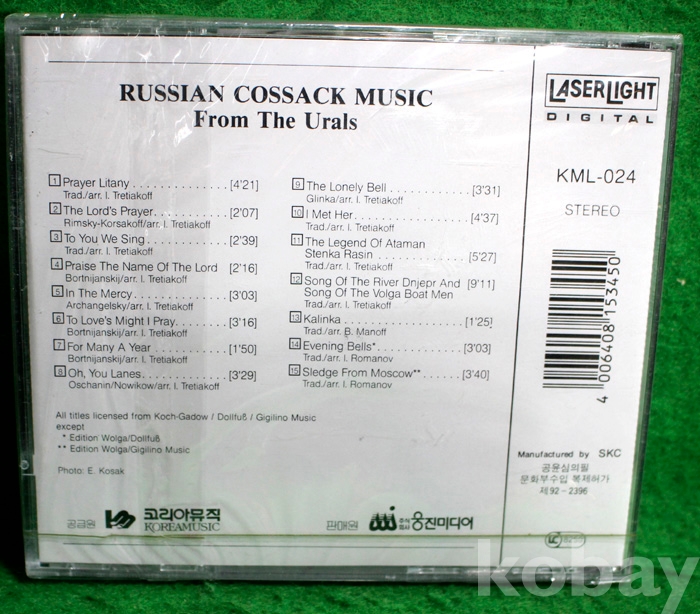 RUSSIAN COSSACK MUSIC
From The Urals
1 Prayer Litany . . . . . . . . . . . . . [4'21]
Trad./arr. I. Tretiakoff
2 The Lord's Prayer . . . . . . . . . . [2'07]
Rimsky-Korsakoff/arr. I. Tretiakoff
3 To You We Sing . . . . . . . . . . . [2'39]
Trad./arr. I. Tretiakoff
4 Praise The Name Of The Lord [2'16]
Bortnijanskij/arr. I. Tretiakoff
5 In The Mercy . . . . . . . . . . . . . [3'03]
Archangelsky/arr. I. Tretiakoff
6 To Love's Might I Pray . . . . . . . [3'16]
Bortnijanskij/arr. I. Tretiakoff
7 For Many A Year . . . . . . . . . . . [1'50]
Bortnijanskij/arr. I. Tretiakoff
8 Oh, You Lanes . . . . . . . . . . . . [3'29]
Oschanin/Nowikow/arr. I. Tretiakoff
9 The Lonely Bell . . . . . . . . . . . . [3'31]
Glinka/arr. I. Tretiakoff
10 I Met Her . . . . . . . . . . . . . . . . [4'37]
Trad./arr. I. Tretiakoff
11 The Legend Of Ataman
Stenka Rasin . . . . . . . . . . . . . [5'27]
Trad./arr. I. Tretiakoff
12 Song Of The River Dnjepr And [9'11]
Song Of The Volga Boat Men
Trad./arr. I. Tretiakoff
13 Kalinka . . . . . . . . . . . . . . . . . [1'25]
Trad./arr. B. Manoff
14 Evening Bells* . . . . . . . . . . . . [3'03]
Trad./arr. I. Romanov
15 Sledge From Moscow** . . . . . . [3'40]
Trad./arr. I. Romanov
All titles licensed from Koch-Gadow / Dollfuß / Gigilino Music
except
* Edition Wolga/Dollfuß
** Edition Wolga/Gigilino Music
Photo: E. Kosak
공급원 코리아뮤직
KOREAMUSIC
판매원 주식회사 웅진미디어
LASERLIGHT
DIGITAL
KML-024
STEREO
4 006408 153450
Manufactured by SKC
공윤심의필
문화부수입 복제허가
제92-2396
LC
kobay